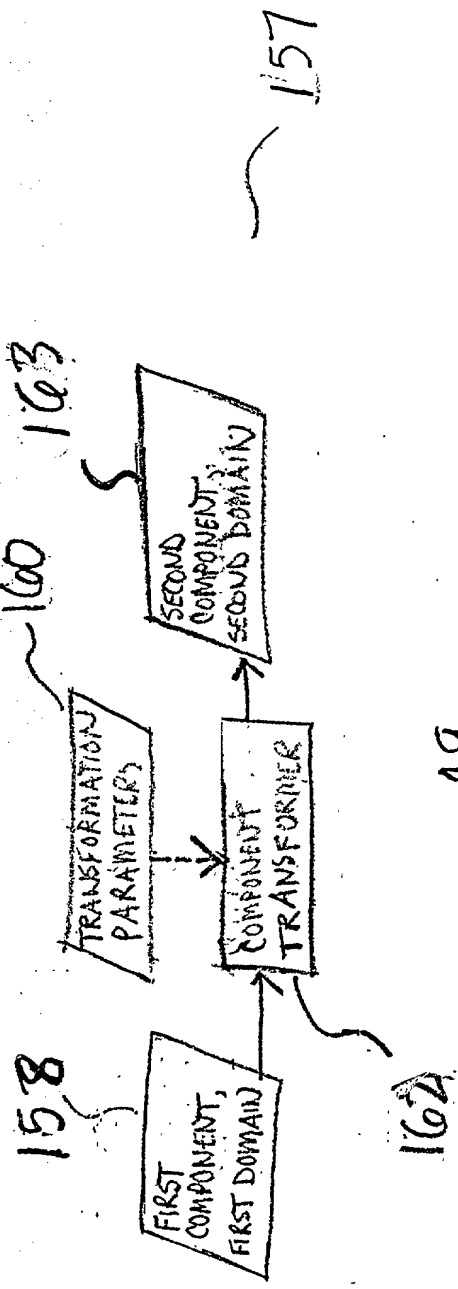 158
FIRST
COMPONENT,
FIRST DOMAIN
160
TRANSFORMATION
PARAMETERS
162
COMPONENT
TRANSFORMER
163
SECOND
COMPONENT,
SECOND DOMAIN
157